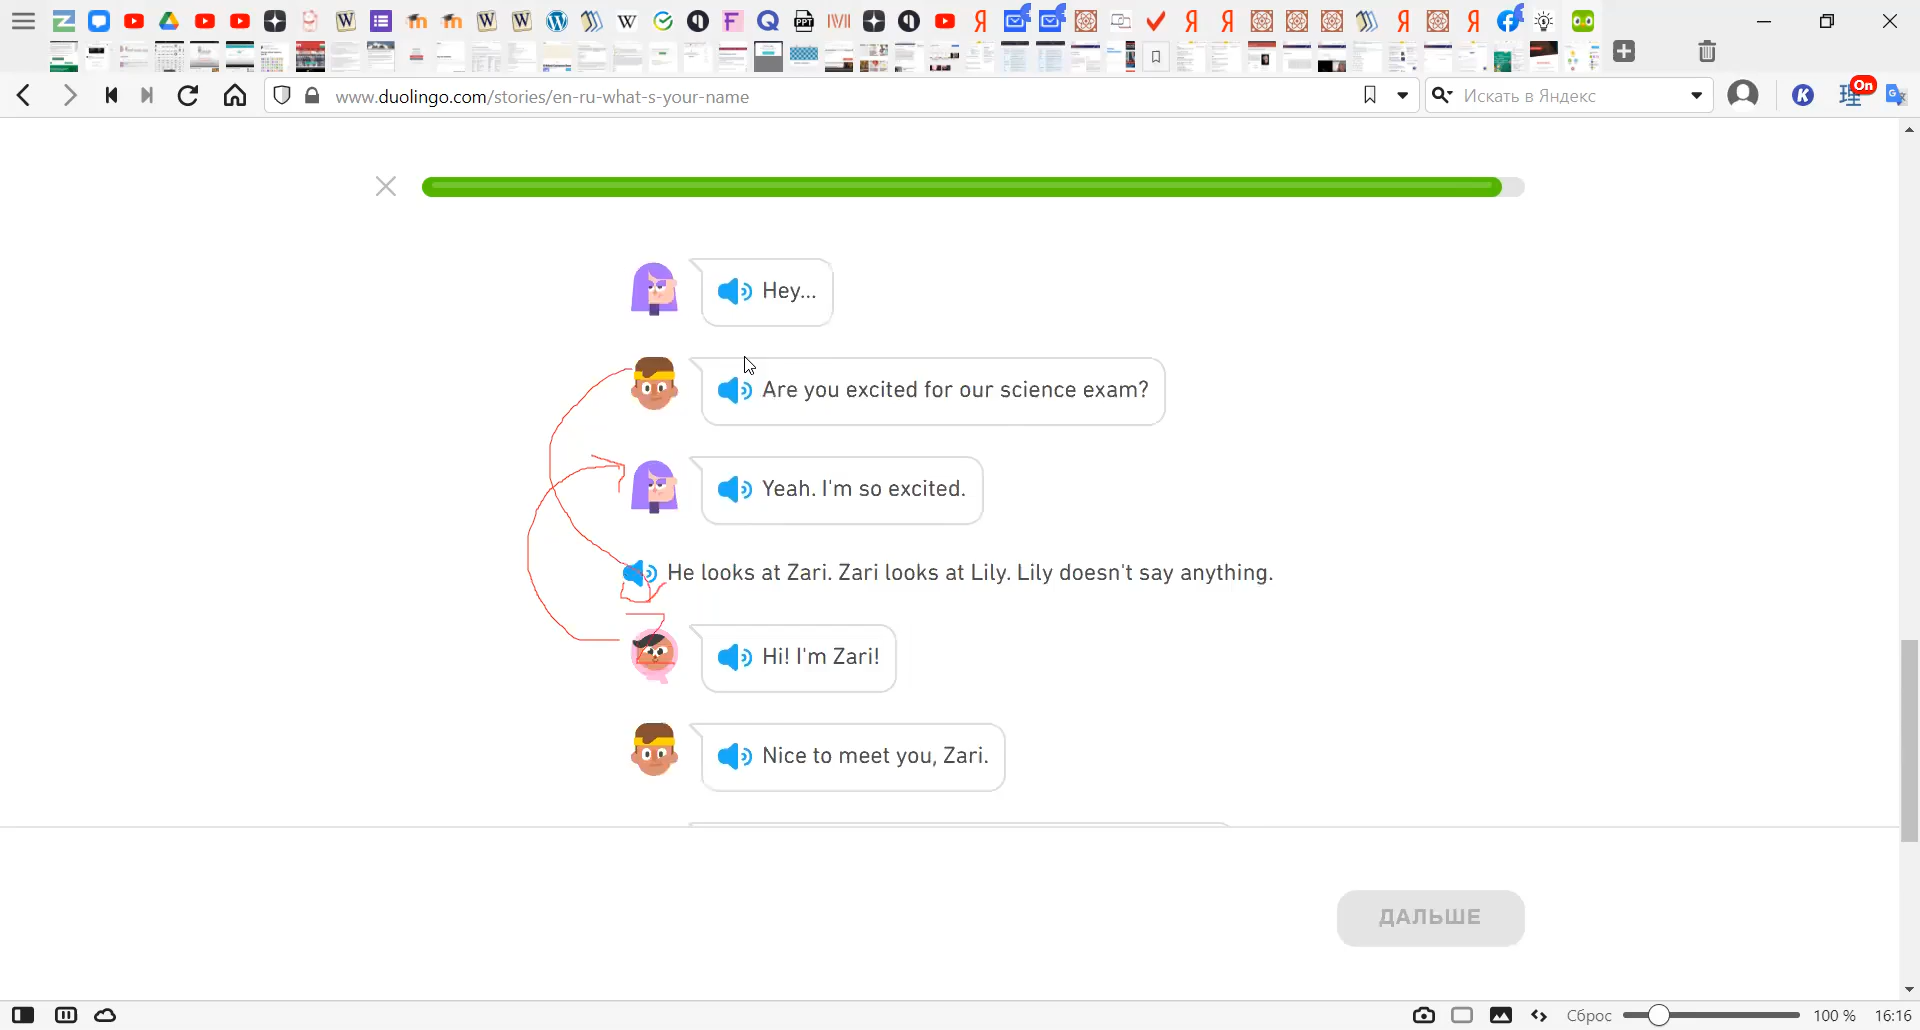 www.duolingo.com/stories/en-ru-what-s-your-name
Искать в Яндекс
On
Hey...
Are you excited for our science exam?
Yeah. I'm so excited.
He looks at Zari. Zari looks at Lily. Lily doesn't say anything.
Hi! I'm Zari!
Nice to meet you, Zari.
ДАЛЬШЕ
Сброс
100 %
16:16